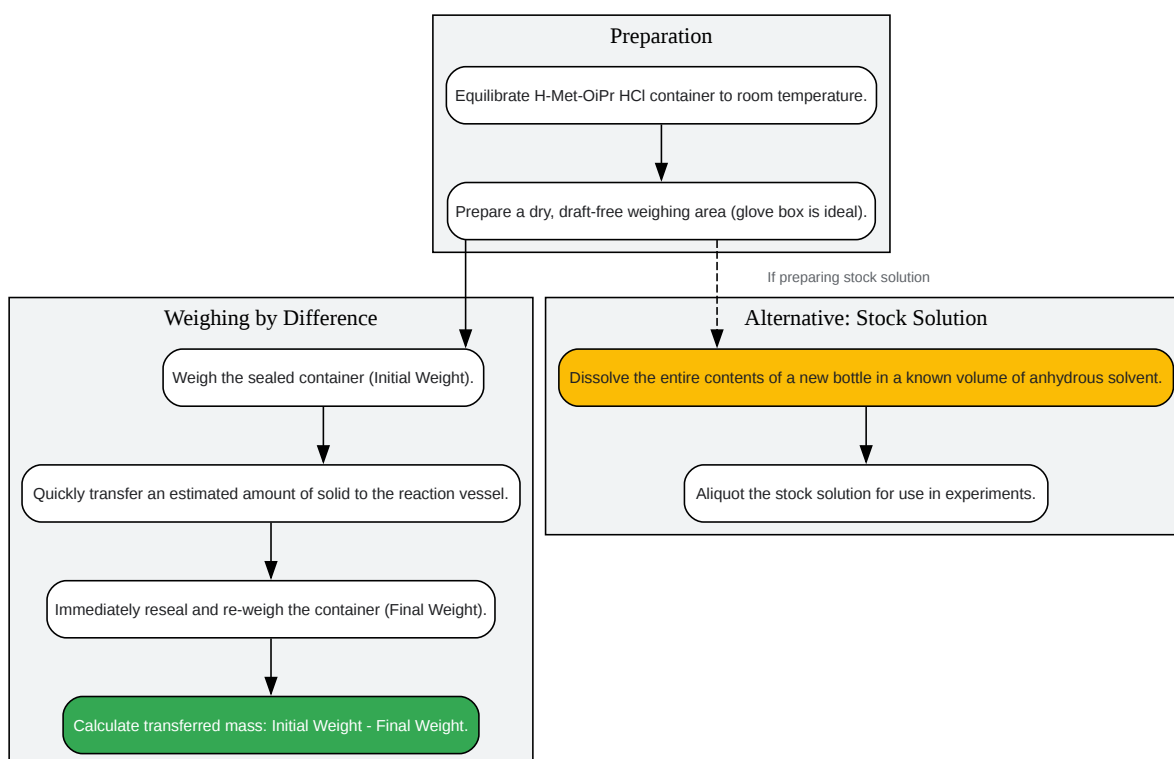 Preparation
Equilibrate H-Met-OiPr HCl container to room temperature.
Prepare a dry, draft-free weighing area (glove box is ideal).
If preparing stock solution
Weighing by Difference
Weigh the sealed container (Initial Weight).
Quickly transfer an estimated amount of solid to the reaction vessel.
Immediately reseal and re-weigh the container (Final Weight).
Calculate transferred mass: Initial Weight - Final Weight.
Alternative: Stock Solution
Dissolve the entire contents of a new bottle in a known volume of anhydrous solvent.
Aliquot the stock solution for use in experiments.